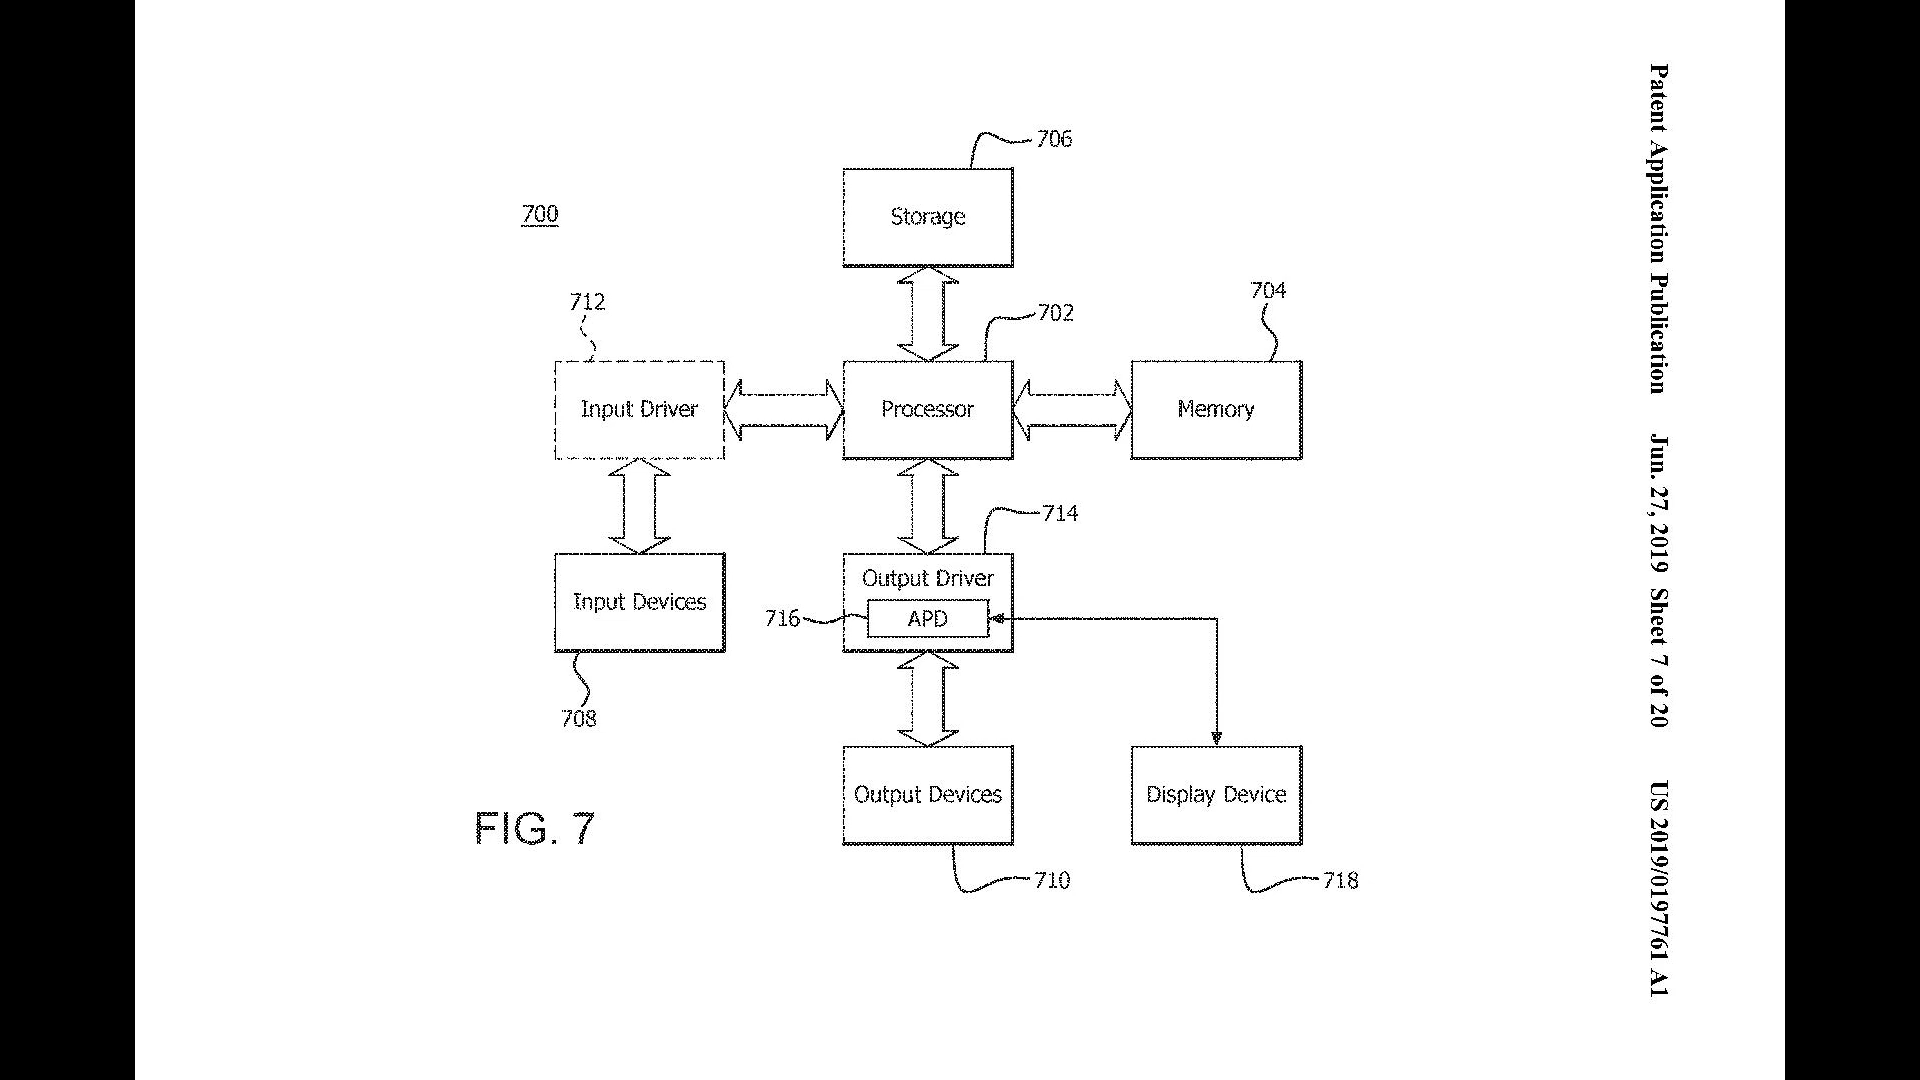 Patent Application Publication Jun. 27, 2019 Sheet 7 of 20 US 2019/0197761 A1
706
Storage
700
712
702
704
Input Driver
Processor
Memory
714
Input Devices
Output Driver
716
APD
708
Output Devices
Display Device
FIG. 7
710
718